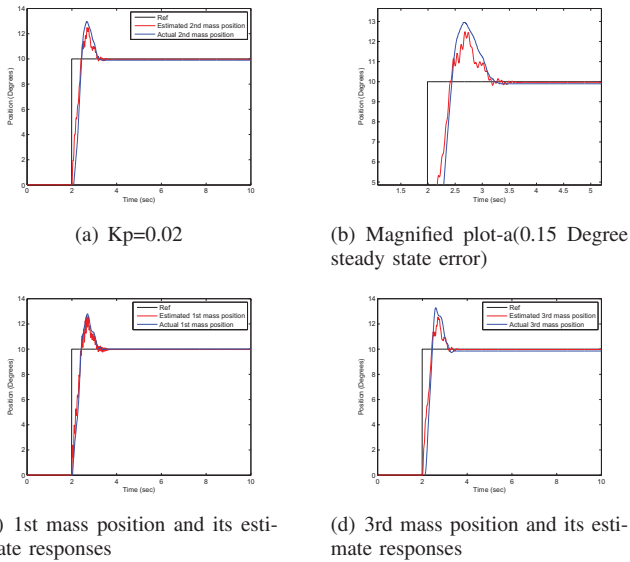 14
12
10
8
6
4
2
0
Position (Degrees)
0 2 4 6 8 10
Time (sec)
Ref
Estimated 2nd mass position
Actual 2nd mass position
(a) Kp=0.02
13
12
11
10
9
8
7
6
5
Position (Degrees)
1.5 2 2.5 3 3.5 4 4.5 5
Time (sec)
(b) Magnified plot-a(0.15 Degree
steady state error)
14
12
10
8
6
4
2
0
Position (Degrees)
0 2 4 6 8 10
Time (sec)
Ref
Estimated 1st mass position
Actual 1st mass position
) 1st mass position and its esti-
ate responses
14
12
10
8
6
4
2
0
Position (Degrees)
0 2 4 6 8 10
Time (sec)
Ref
Estimated 3rd mass position
Actual 3rd mass position
(d) 3rd mass position and its esti-
mate responses